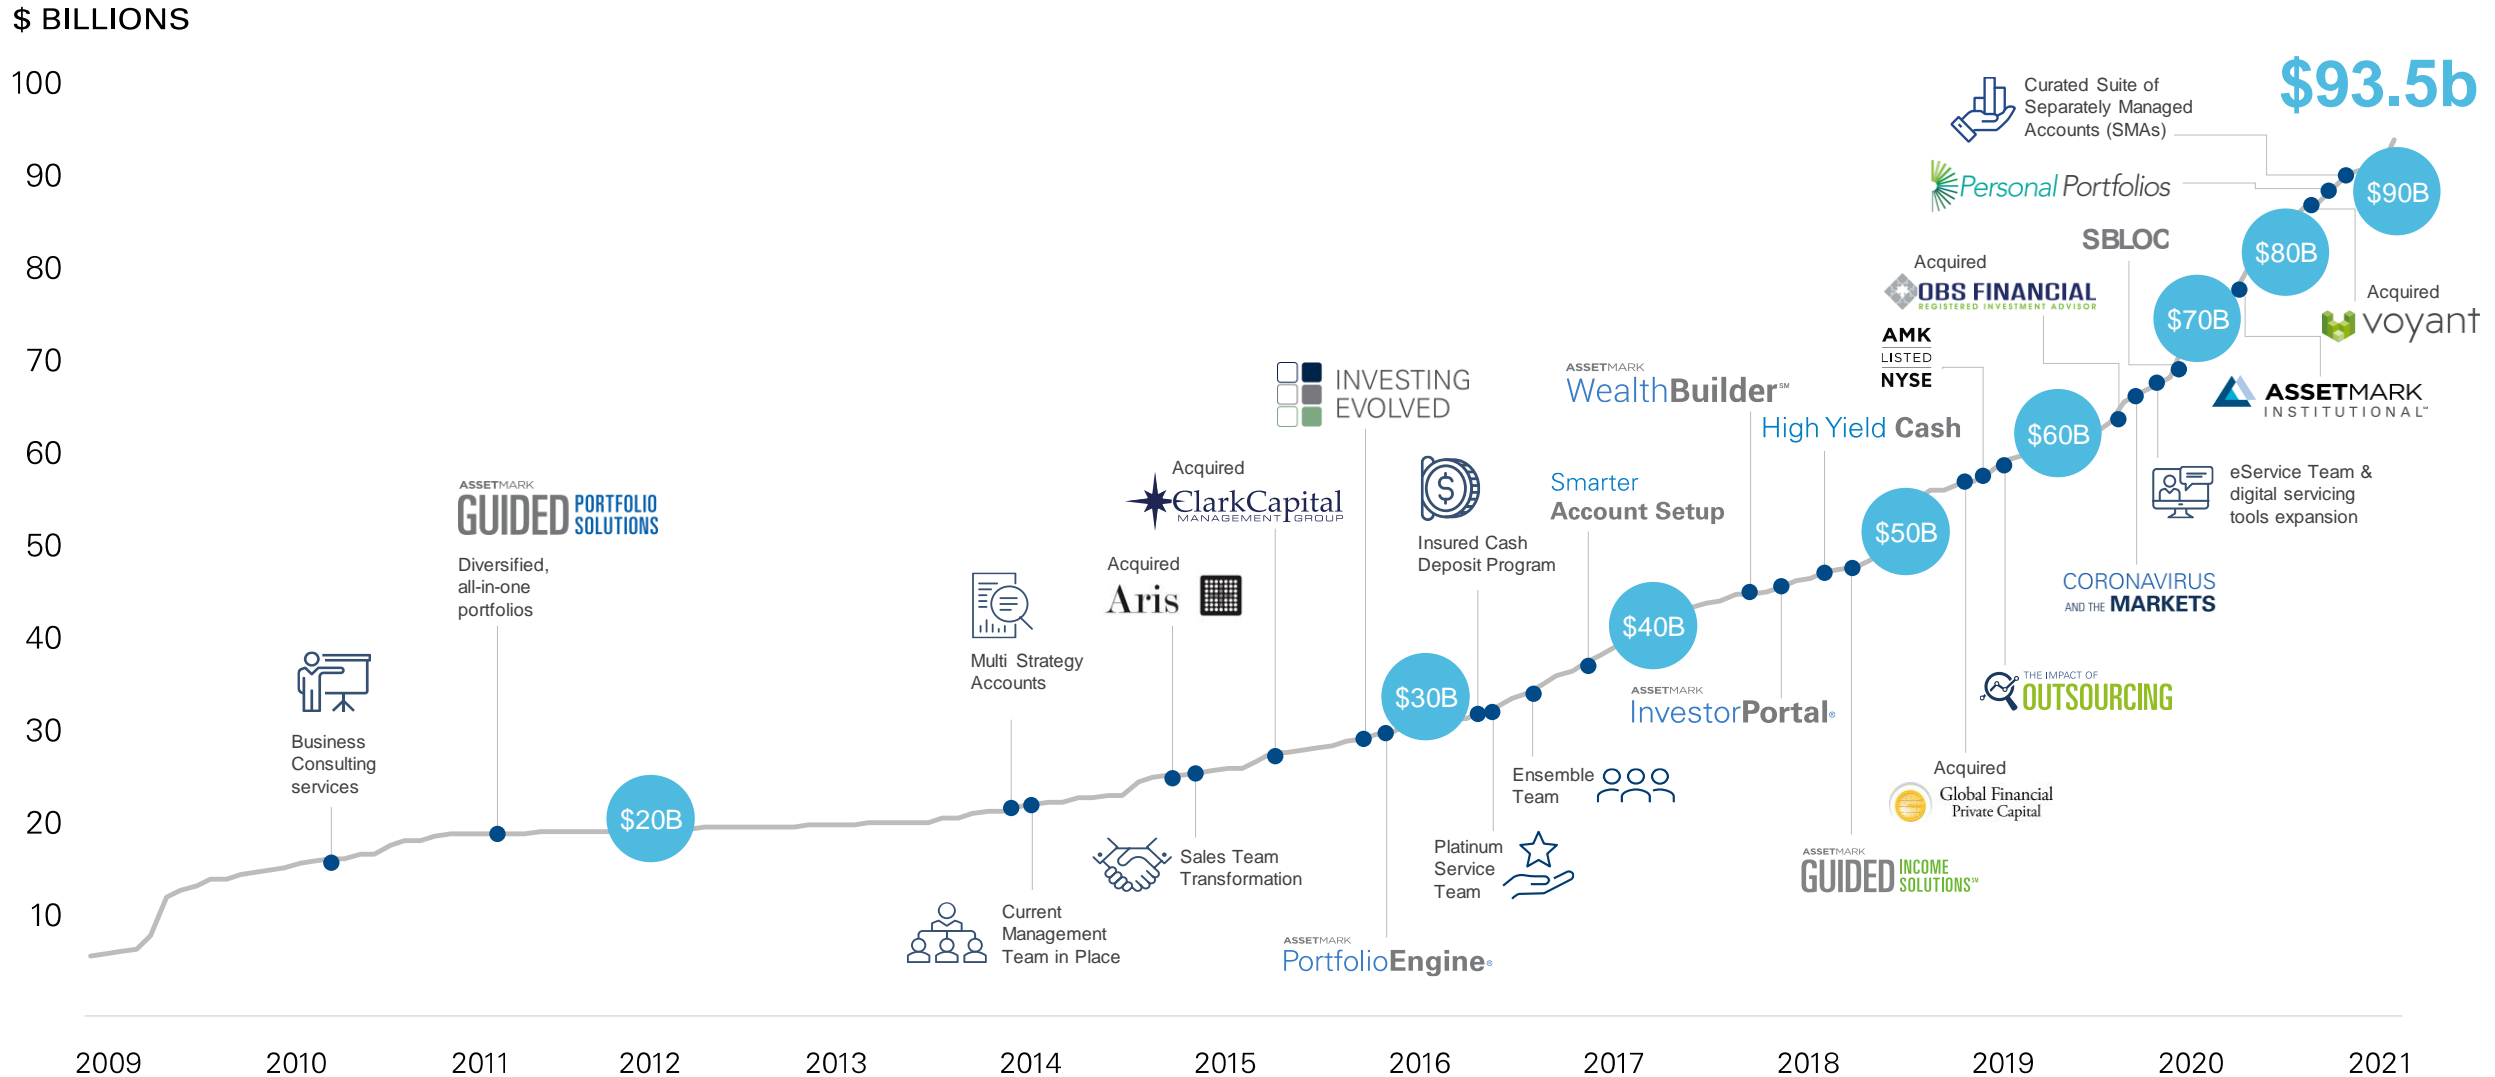 $ BILLIONS
100
90
80
70
60
50
40
30
20
10
Business
Consulting
services
ASSETMARK
GUIDED PORTFOLIO
SOLUTIONS
Diversified,
all-in-one
portfolios
$20B
Multi Strategy
Accounts
Current
Management
Team in Place
Acquired
Aris
Sales Team
Transformation
Acquired
ClarkCapital
MANAGEMENT GROUP
INVESTING
EVOLVED
ASSETMARK
PortfolioEngine®
$30B
Insured Cash
Deposit Program
Platinum
Service
Team
Ensemble
Team
Smarter
Account Setup
$40B
ASSETMARK
WealthBuilder℠
ASSETMARK
InvestorPortal®
High Yield Cash
ASSETMARK
GUIDED INCOME
SOLUTIONS℠
$50B
Acquired
Global Financial
Private Capital
AMK
LISTED
NYSE
THE IMPACT OF
OUTSOURCING
$60B
Acquired
OBS FINANCIAL
REGISTERED INVESTMENT ADVISOR
CORONAVIRUS
AND THE MARKETS
eService Team &
digital servicing
tools expansion
SBLOC
$70B
ASSETMARK
INSTITUTIONAL℠
$80B
Acquired
voyant
Personal Portfolios
Curated Suite of
Separately Managed
Accounts (SMAs)
$90B
$93.5b
2009 2010 2011 2012 2013 2014 2015 2016 2017 2018 2019 2020 2021